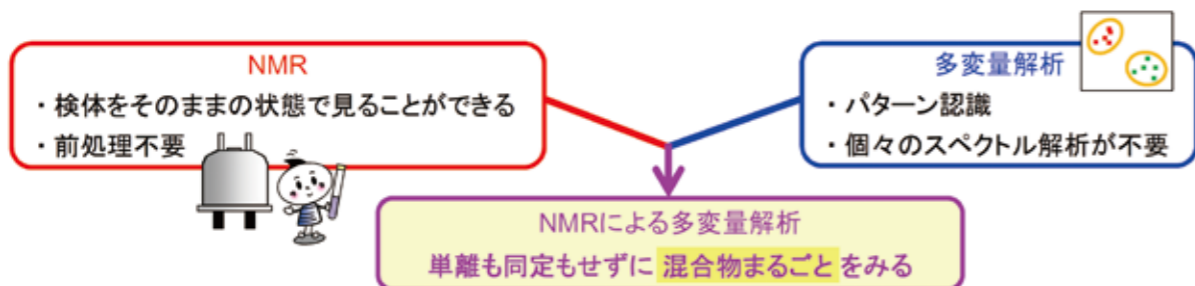 NMR
・検体をそのままの状態で見ることができる
・前処理不要
多変量解析
・パターン認識
・個々のスペクトル解析が不要
NMRによる多変量解析
単離も同定もせずに 混合物まるごと をみる